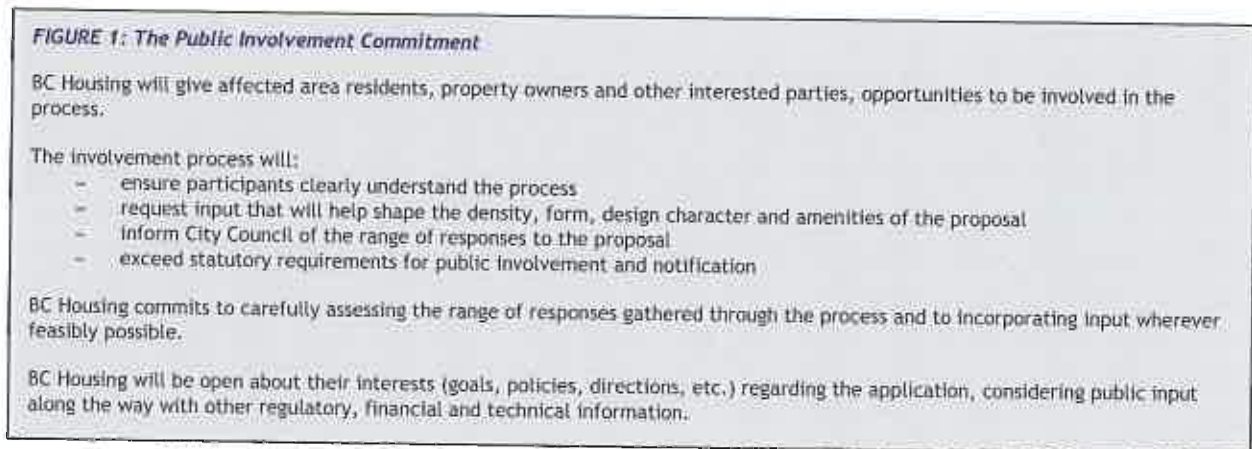 FIGURE 1: The Public Involvement Commitment
BC Housing will give affected area residents, property owners and other interested parties, opportunities to be involved in the
process.
The involvement process will:
- ensure participants clearly understand the process
- request input that will help shape the density, form, design character and amenities of the proposal
- inform City Council of the range of responses to the proposal
- exceed statutory requirements for public involvement and notification
BC Housing commits to carefully assessing the range of responses gathered through the process and to incorporating input wherever
feasibly possible.
BC Housing will be open about their interests (goals, policies, directions, etc.) regarding the application, considering public input
along the way with other regulatory, financial and technical information.